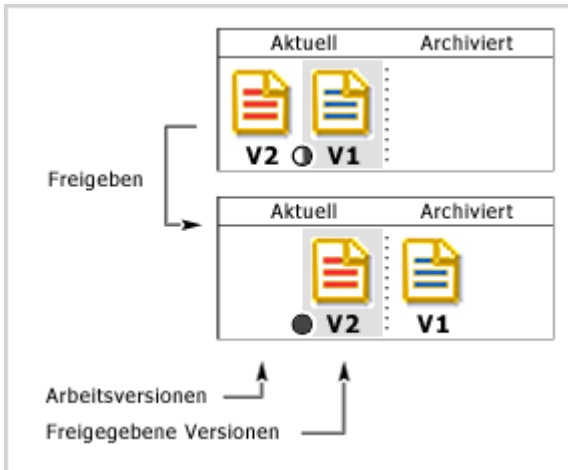 Aktuell Archiviert
V2 V1
Freigeben
Aktuell Archiviert
V2 V1
Arbeitsversionen
Freigegebene Versionen